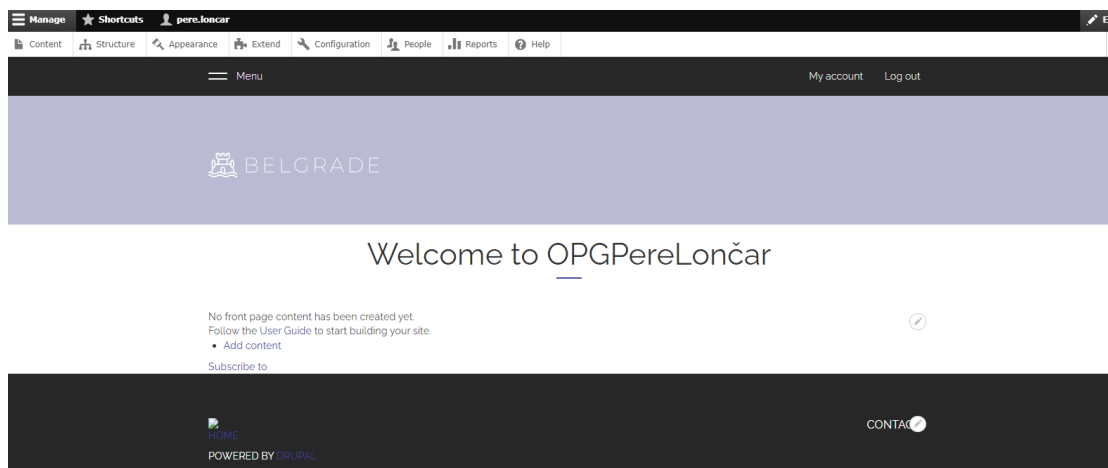 Manage Shortcuts pere.loncar
Content Structure Appearance Extend Configuration People Reports Help
Menu My account Log out
BELGRADE
Welcome to OPGPereLončar
No front page content has been created yet.
Follow the User Guide to start building your site.
Add content
Subscribe to
HOME CONTAC
POWERED BY DRUPAL